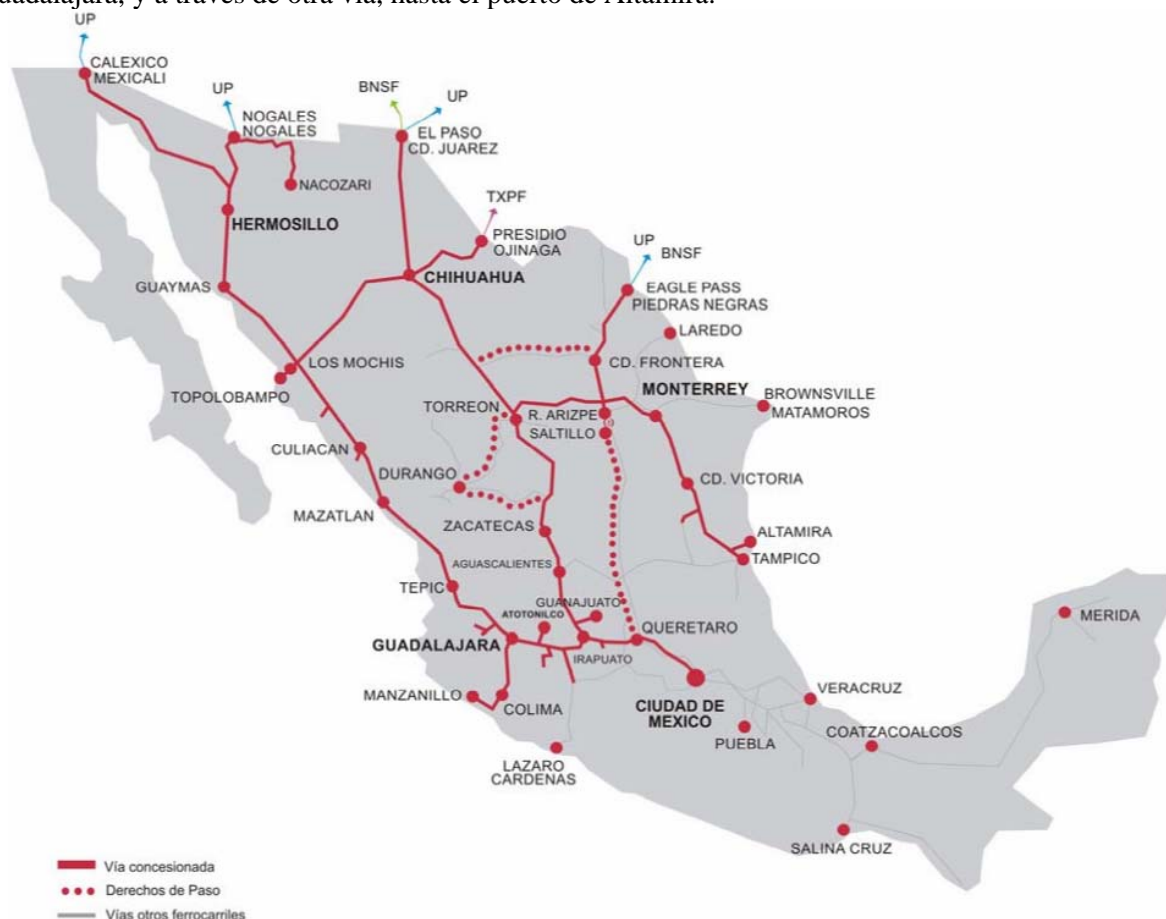 adalajara, y a través de otra vía, hasta el puerto de Altamira.
UP
CALEXICO
MEXICALI
UP
NOGALES
NOGALES
BNSF
UP
EL PASO
CD. JUAREZ
NACOZARI
HERMOSILLO
TXPF
PRESIDIO
OJINAGA
UP
BNSF
CHIHUAHUA
GUAYMAS
EAGLE PASS
PIEDRAS NEGRAS
LAREDO
LOS MOCHIS
CD. FRONTERA
TOPOLOBAMPO
MONTERREY
BROWNSVILLE
MATAMOROS
TORREON
R. ARIZPE
SALTILLO
CULIACAN
DURANGO
CD. VICTORIA
MAZATLAN
ZACATECAS
ALTAMIRA
TAMPICO
AGUASCALIENTES
TEPIC
GUANAJUATO
ATOTONILCO
MERIDA
QUERETARO
GUADALAJARA
IRAPUATO
MANZANILLO
COLIMA
CIUDAD DE
MEXICO
VERACRUZ
PUEBLA
COATZACOALCOS
LAZARO
CARDENAS
SALINA CRUZ
Vía concesionada
Derechos de Paso
Vías otros ferrocarriles